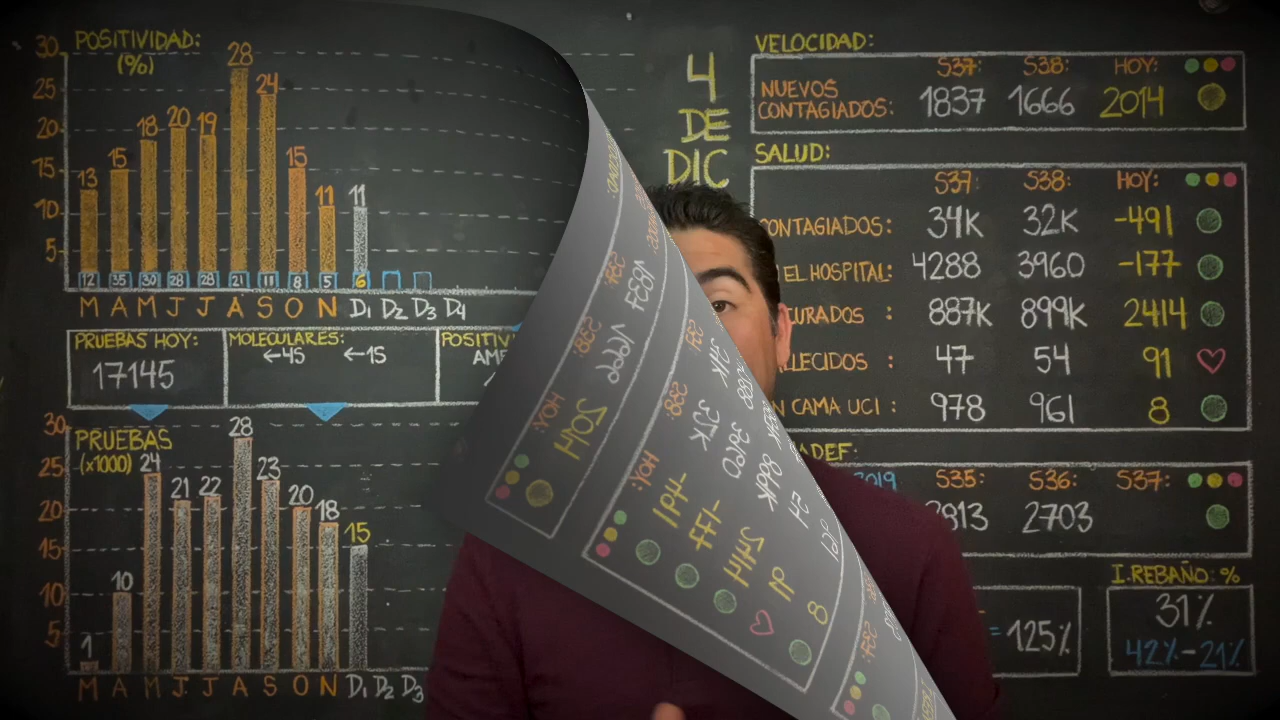 POSITIVIDAD:
(%)
30
25
20
15
10
5
13 15 18 20 19 28 24 15 11 11
12 35 30 28 28 21 11 8 5 6
M A M J J A S O N D1 D2 D3 D4
PRUEBAS HOY:
17145
MOLECULARES:
←45 ←15
POSITIV
PRUEBAS
(x1000)
30
25
20
15
10
5
1 10 24 21 22 28 23 20 18 15
M A M J J A S O N D1 D2 D3
4
DE
DIC
VELOCIDAD:
S37: S38: HOY:
NUEVOS
CONTAGIADOS: 1837 1666 2014
SALUD:
S37: S38: HOY:
CONTAGIADOS: 34K 32K -491
EL HOSPITAL: 4288 3960 -177
CURADOS : 887K 899K 2414
LLECIDOS : 47 54 91
N CAMA UCI : 978 961 8
ADEF:
2019 S35: S36: S37:
2813 2703
=125%
I.REBAÑO: %
31%
42%-21%